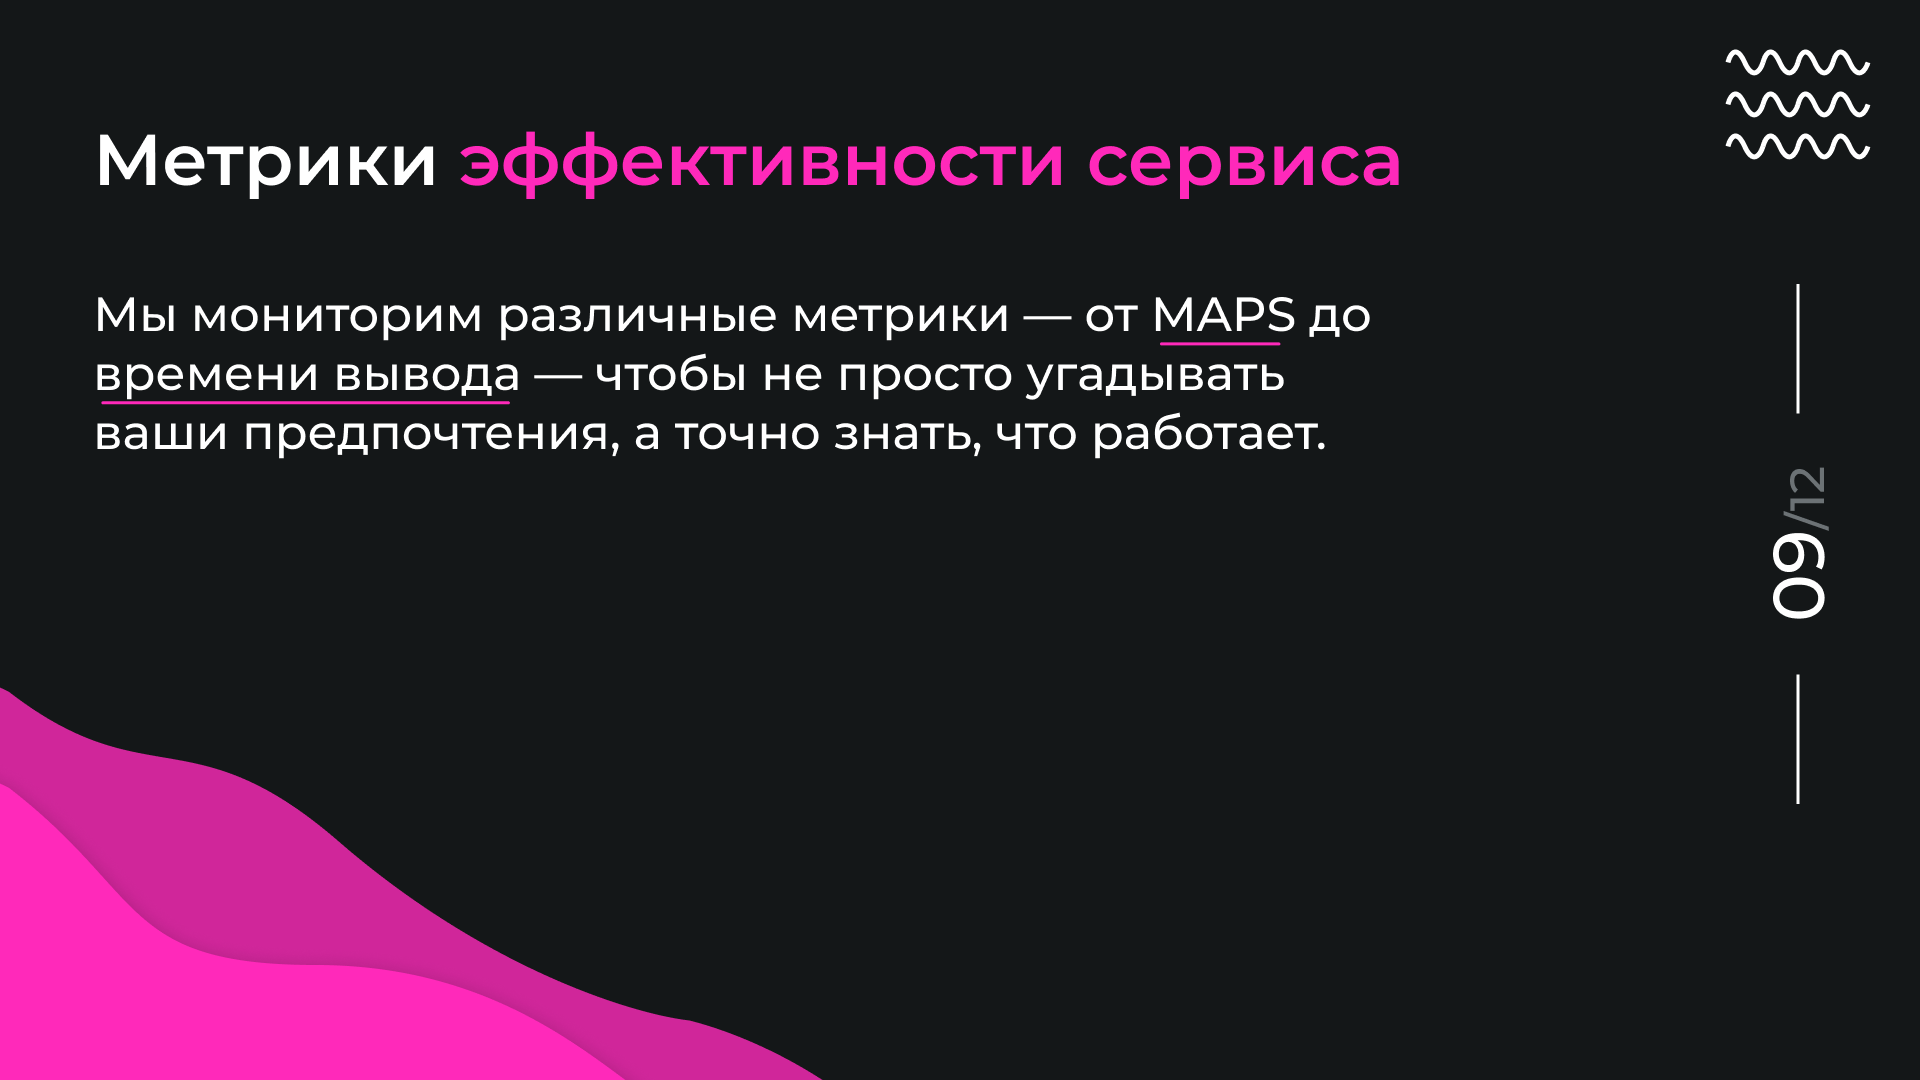 Метрики эффективности сервиса
Мы мониторим различные метрики — от MAPS до
времени вывода — чтобы не просто угадывать
ваши предпочтения, а точно знать, что работает.
09/12